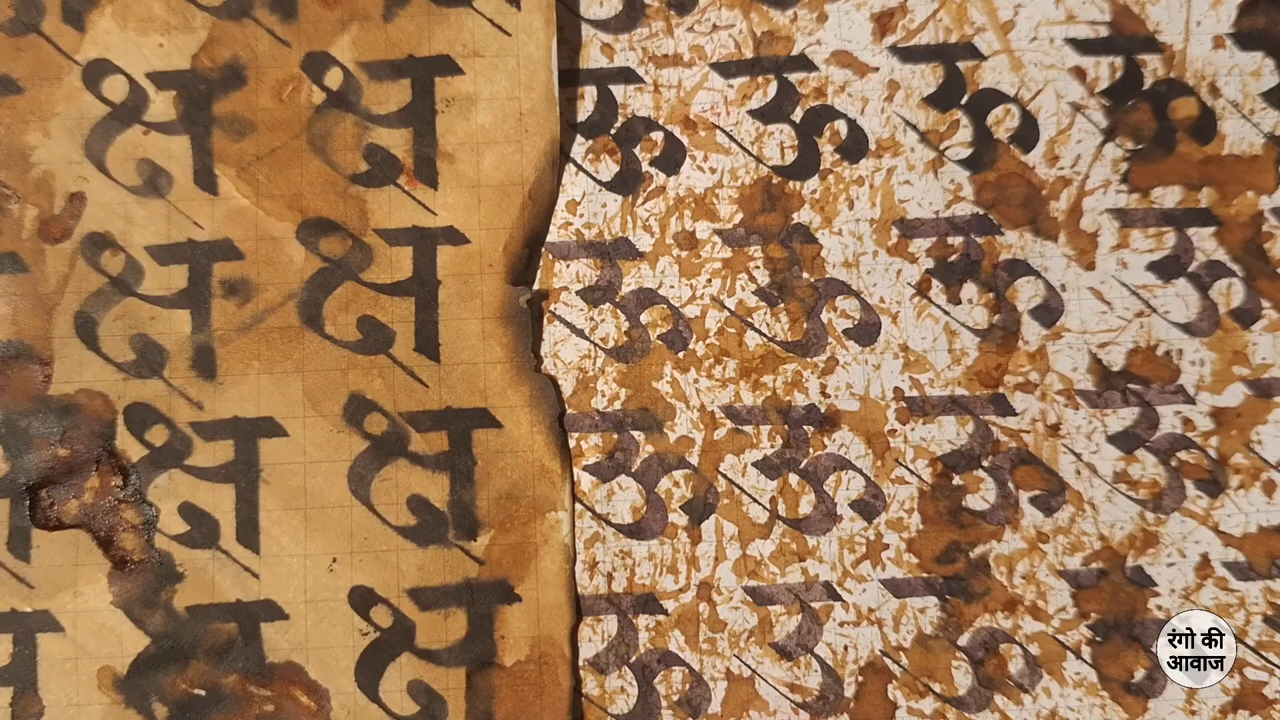 क्ष क्ष ह ह ह ह
क्ष क्ष ह ह ह ह
क्ष क्ष ह ह ह ह
क्ष ह ह ह
रंगो की
आवाज